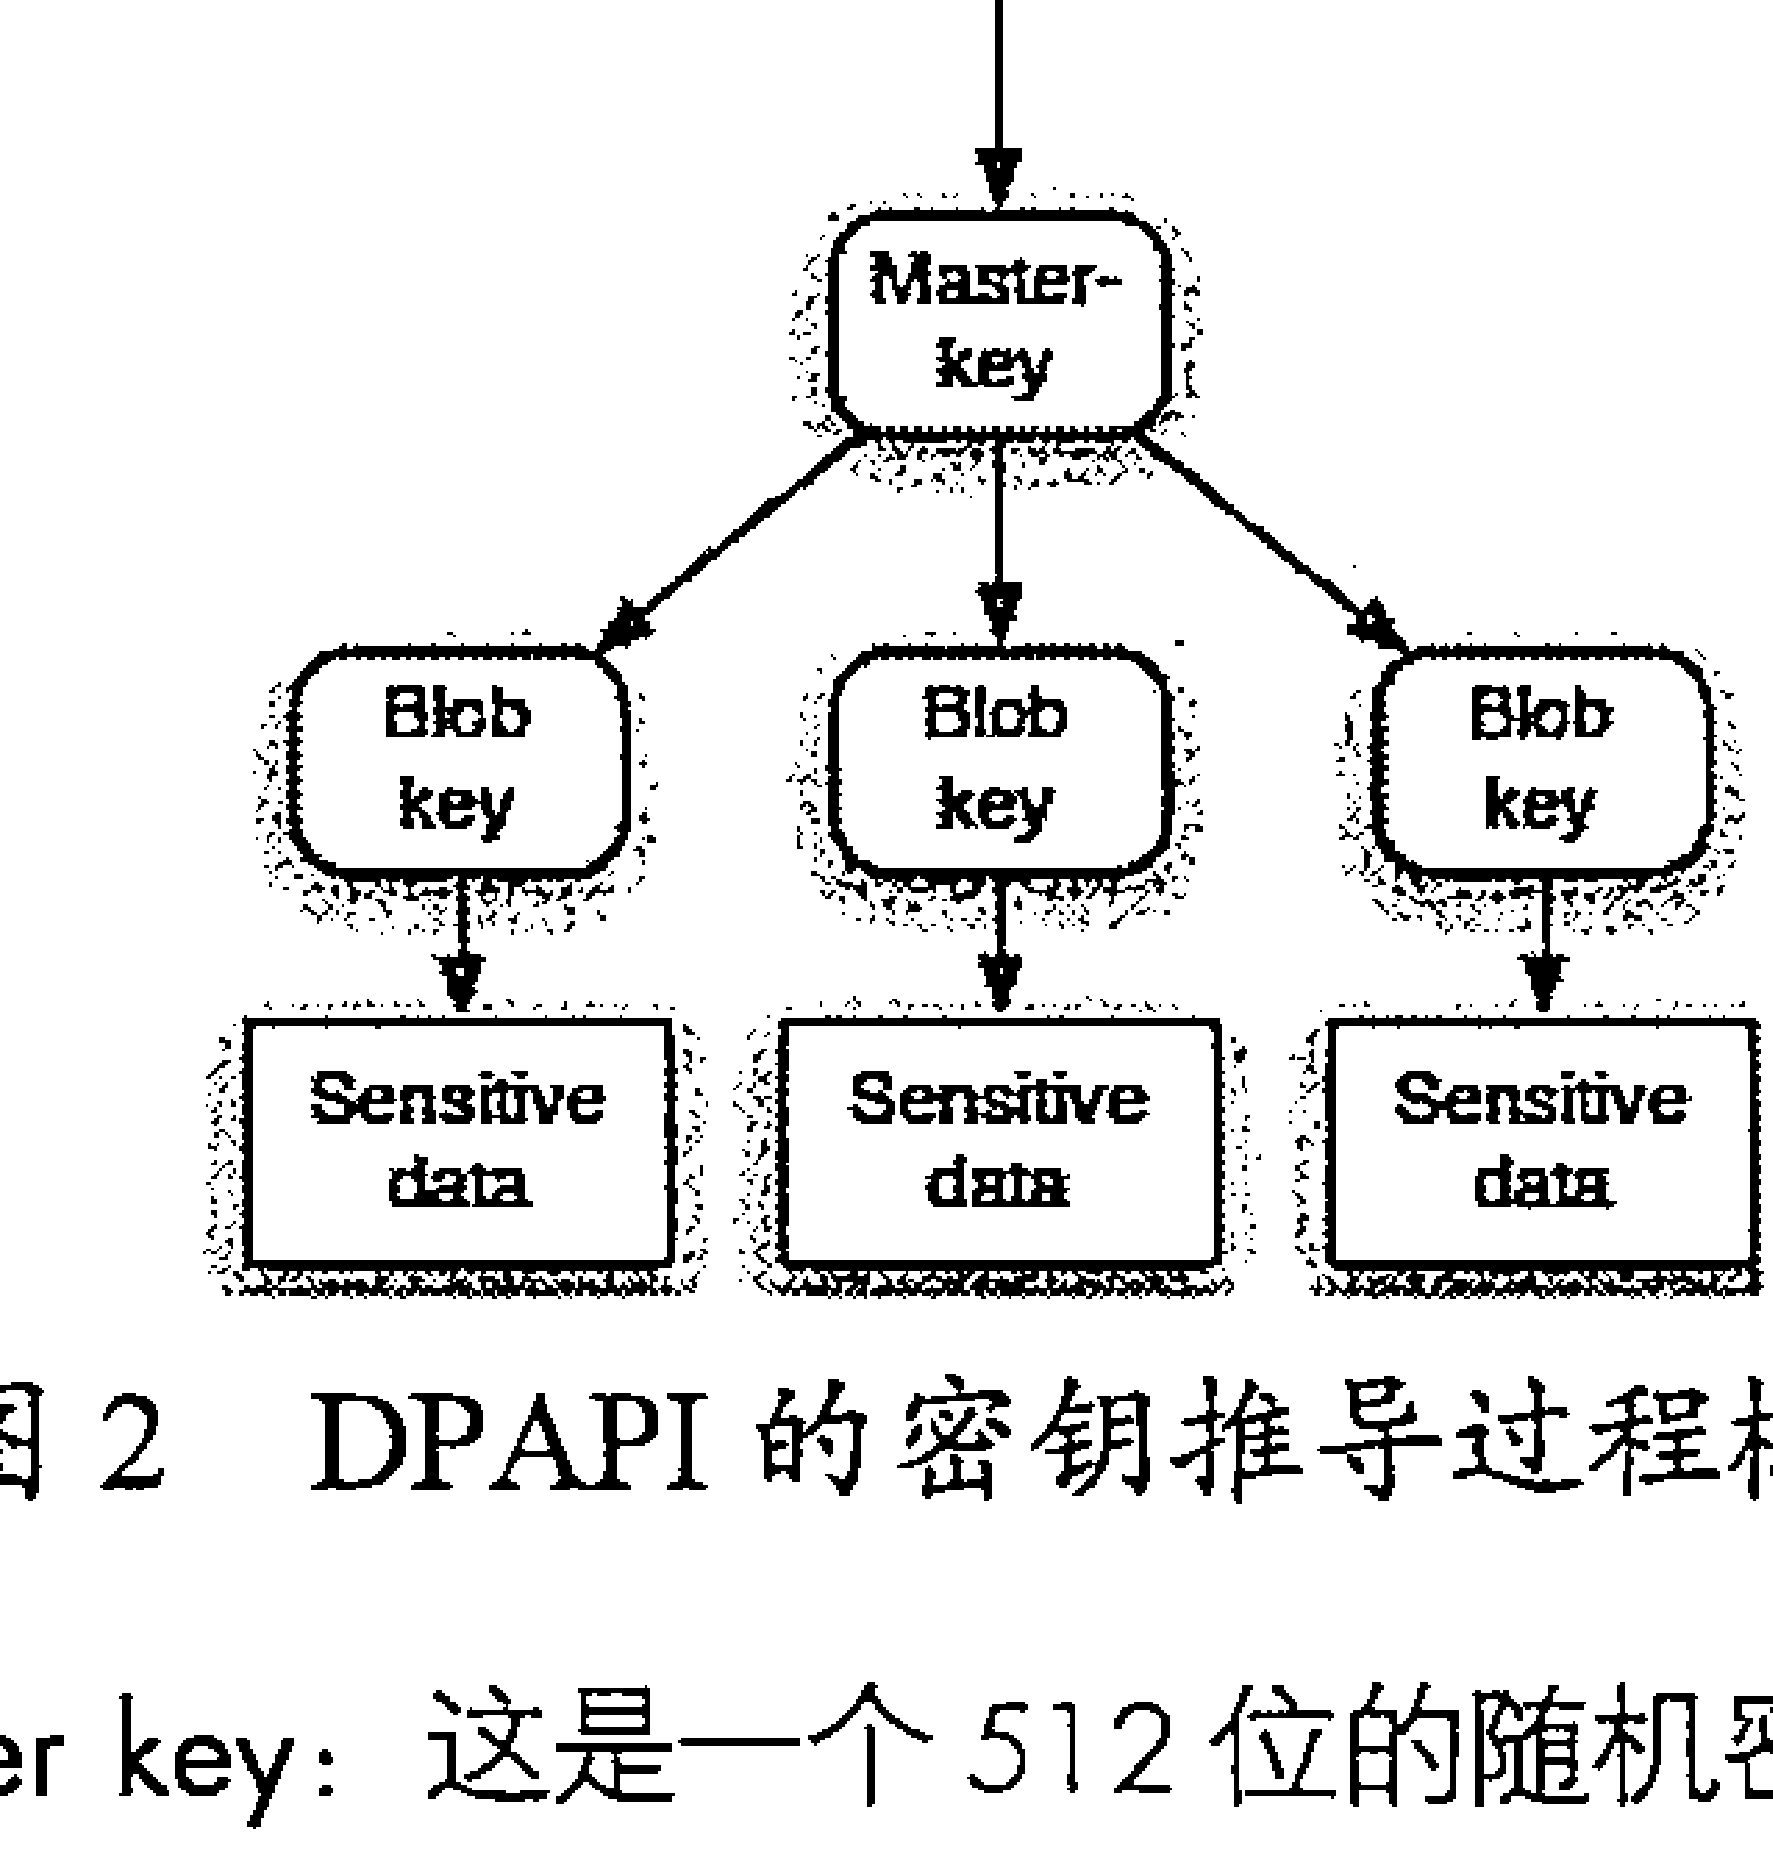 Master-
key
Blob
key
Blob
key
Blob
key
Sensitive
data
Sensitive
data
Sensitive
data
图 2 DPAPI 的密钥推导过程
er key：这是一个 512 位的随机密